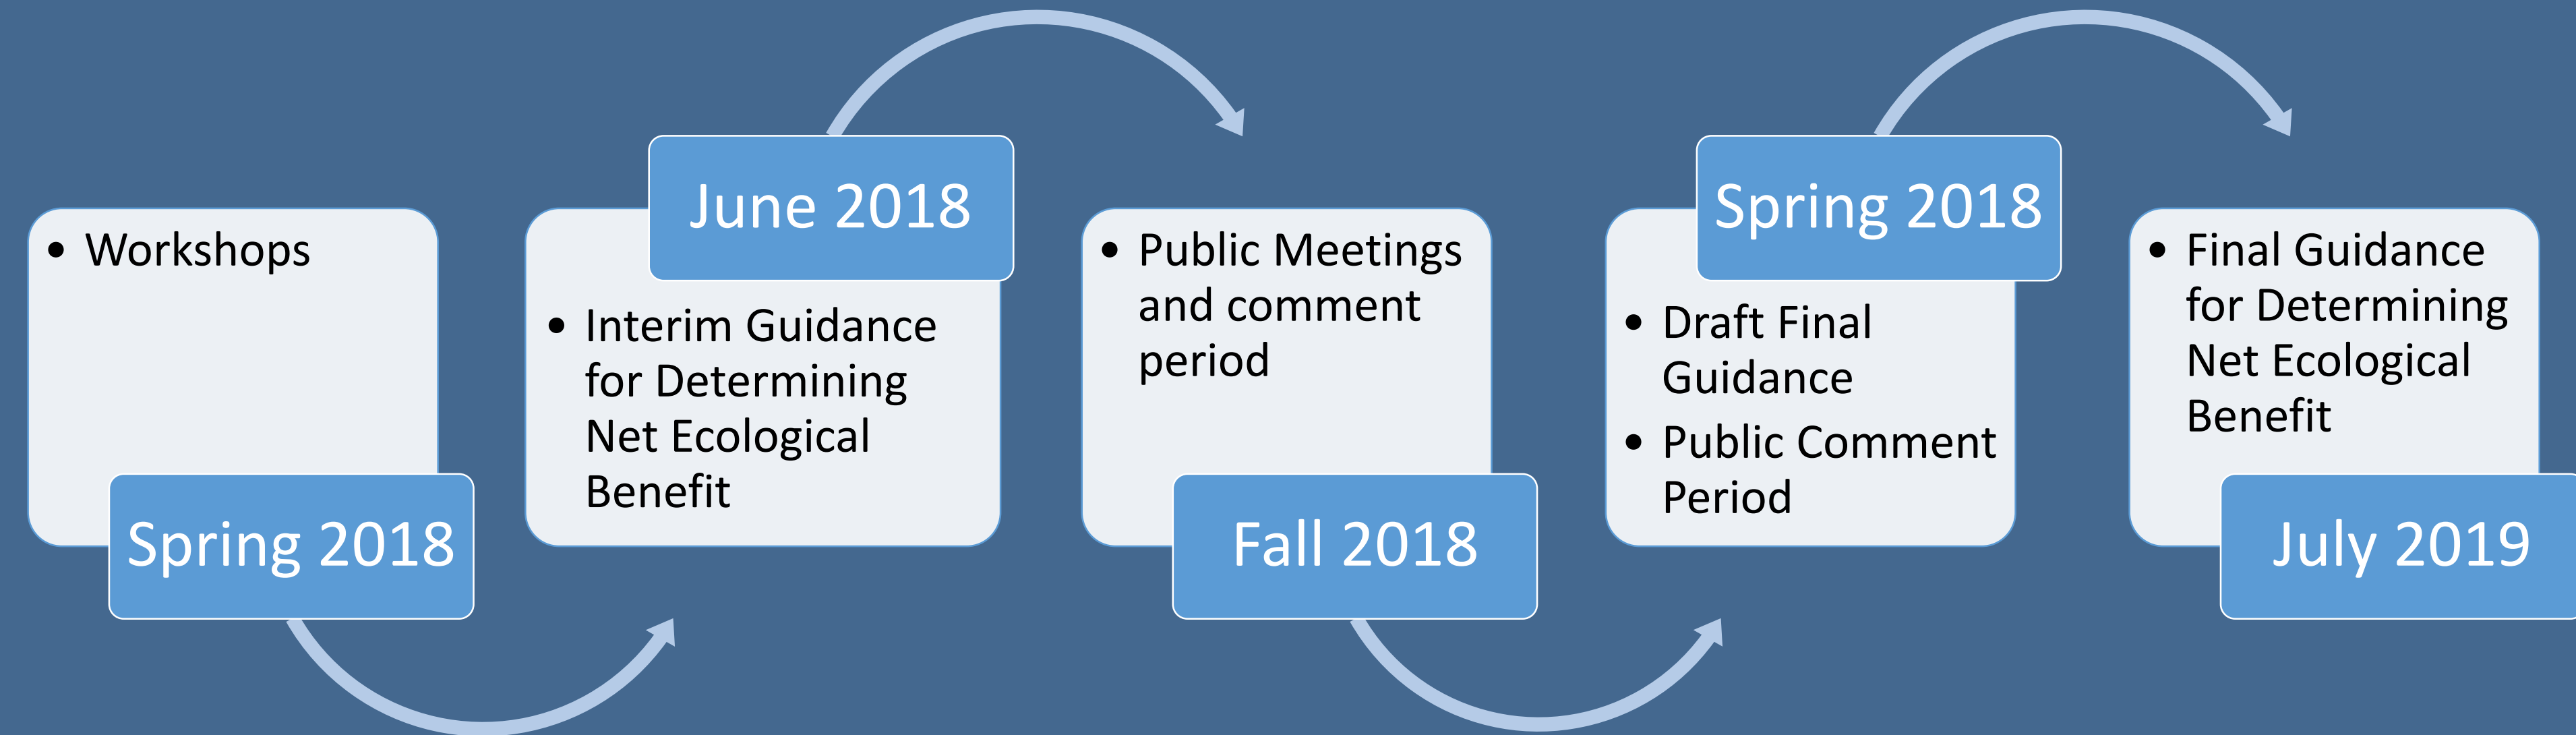 • Workshops
Spring 2018
June 2018
• Interim Guidance
for Determining
Net Ecological
Benefit
• Public Meetings
and comment
period
Fall 2018
Spring 2018
• Draft Final
Guidance
• Public Comment
Period
• Final Guidance
for Determining
Net Ecological
Benefit
July 2019